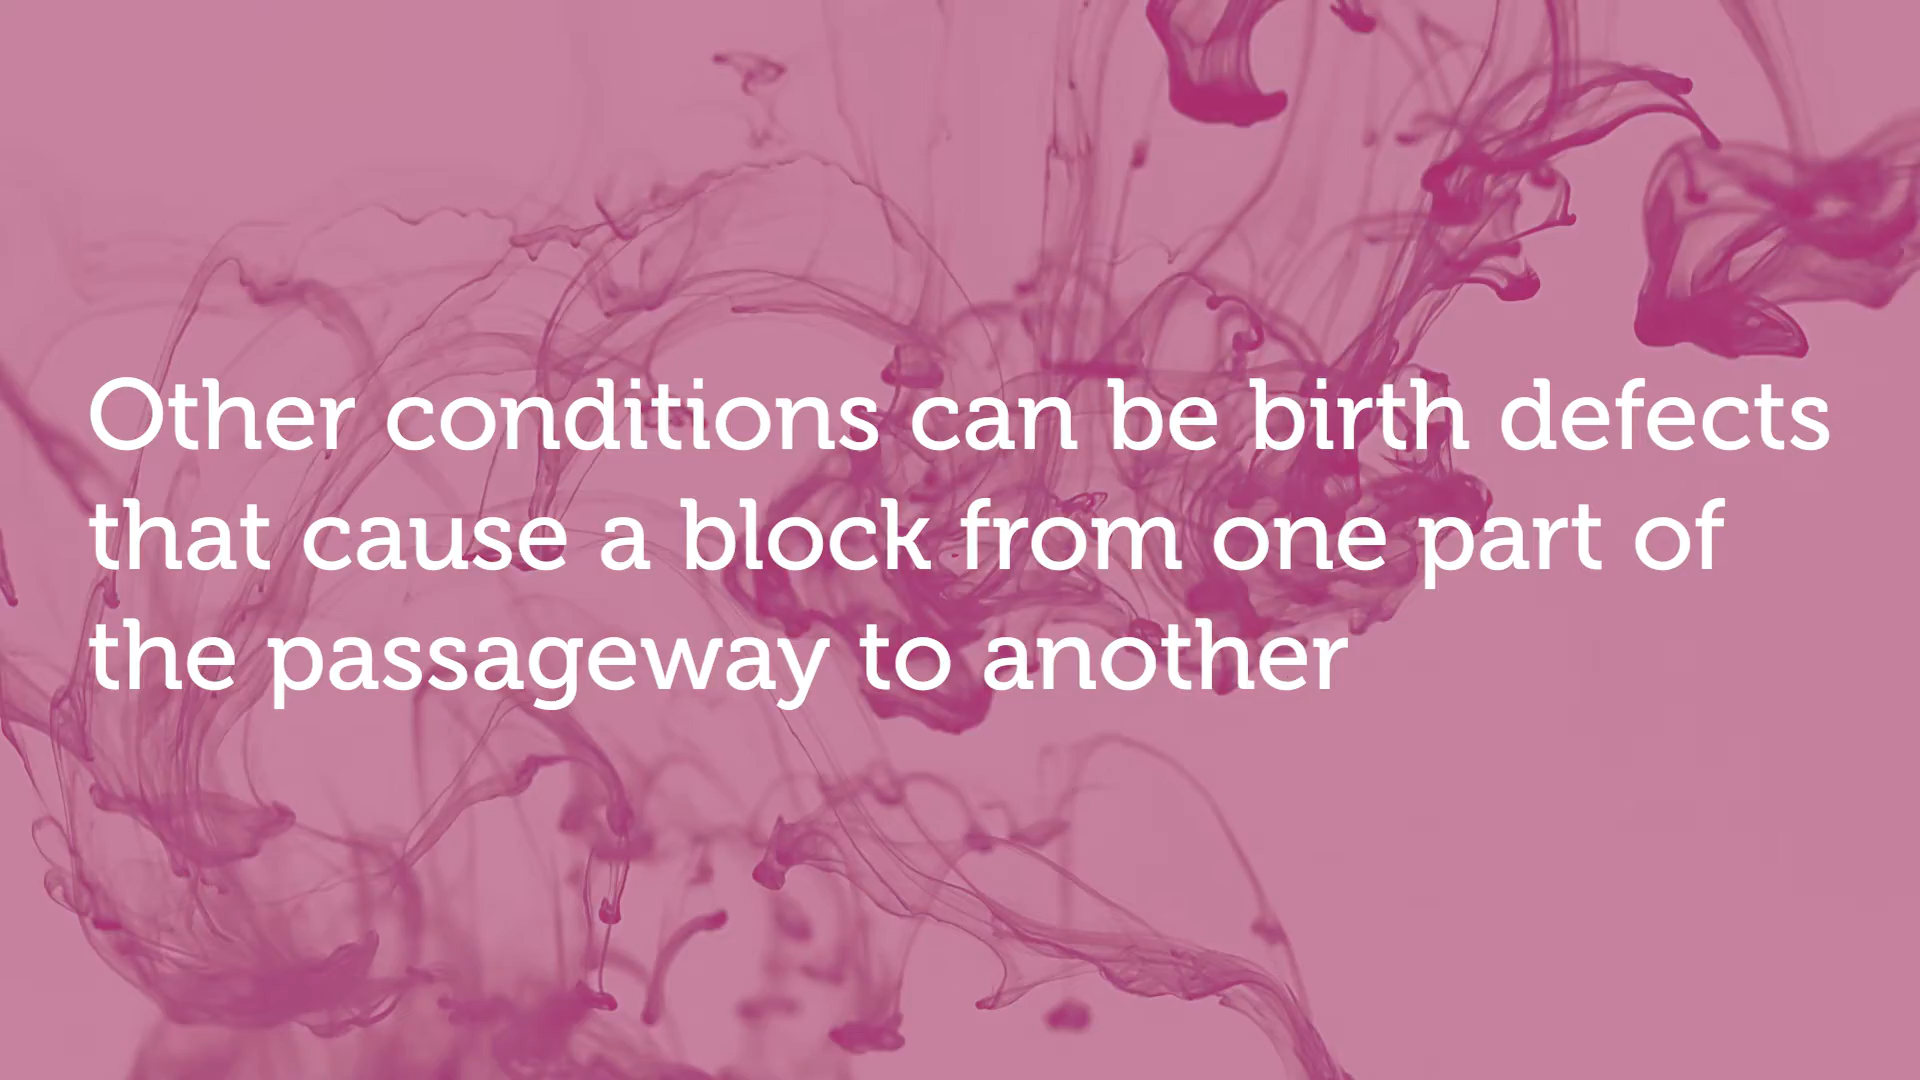 Other conditions can be birth defects
that cause a block from one part of
the passageway to another